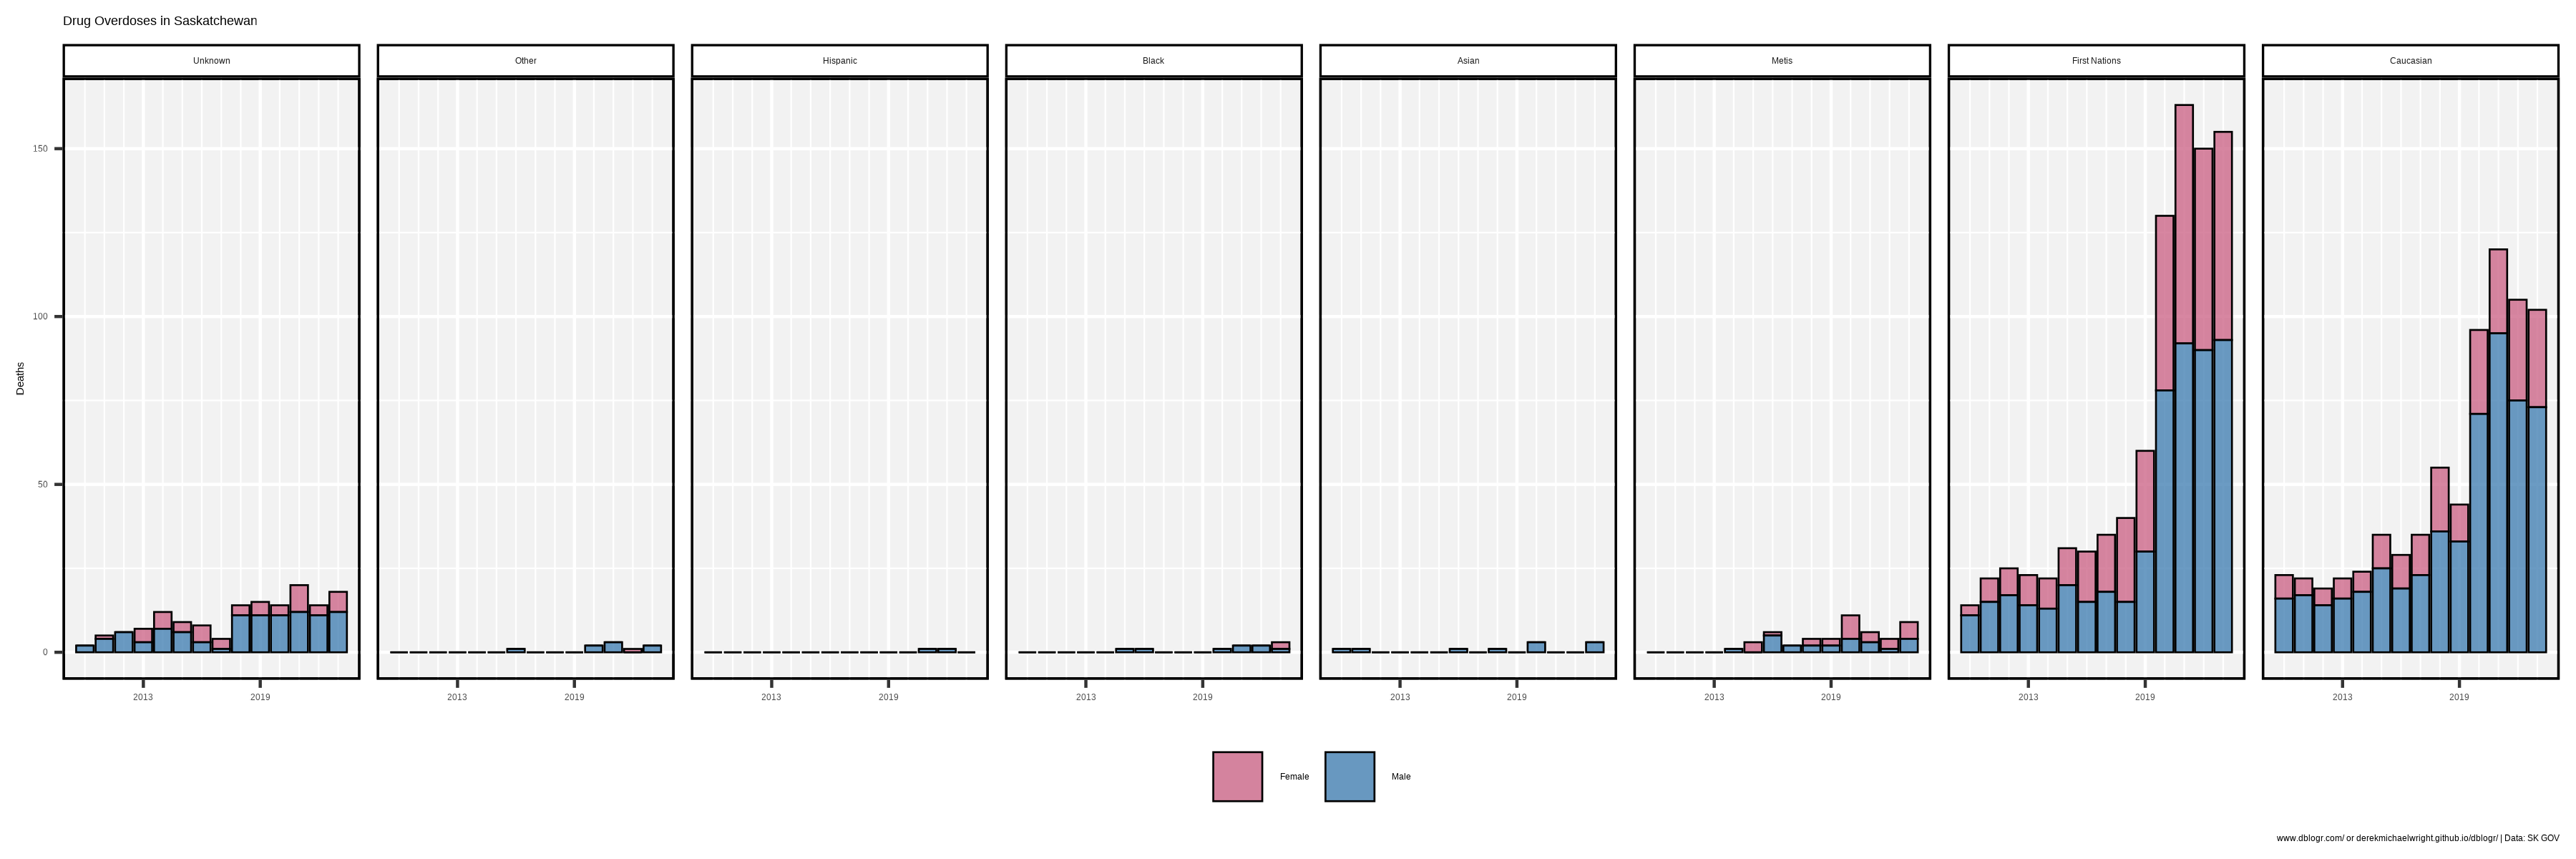 Drug Overdoses in Saskatchewan
Unknown Other Hispanic Black Asian Metis First Nations Caucasian
Deaths
150
100
50
0
2013 2019 2013 2019 2013 2019 2013 2019 2013 2019 2013 2019 2013 2019 2013 2019
Female Male
www.dblogr.com/ or derekmichaelwright.github.io/dblogr/ | Data: SK GOV